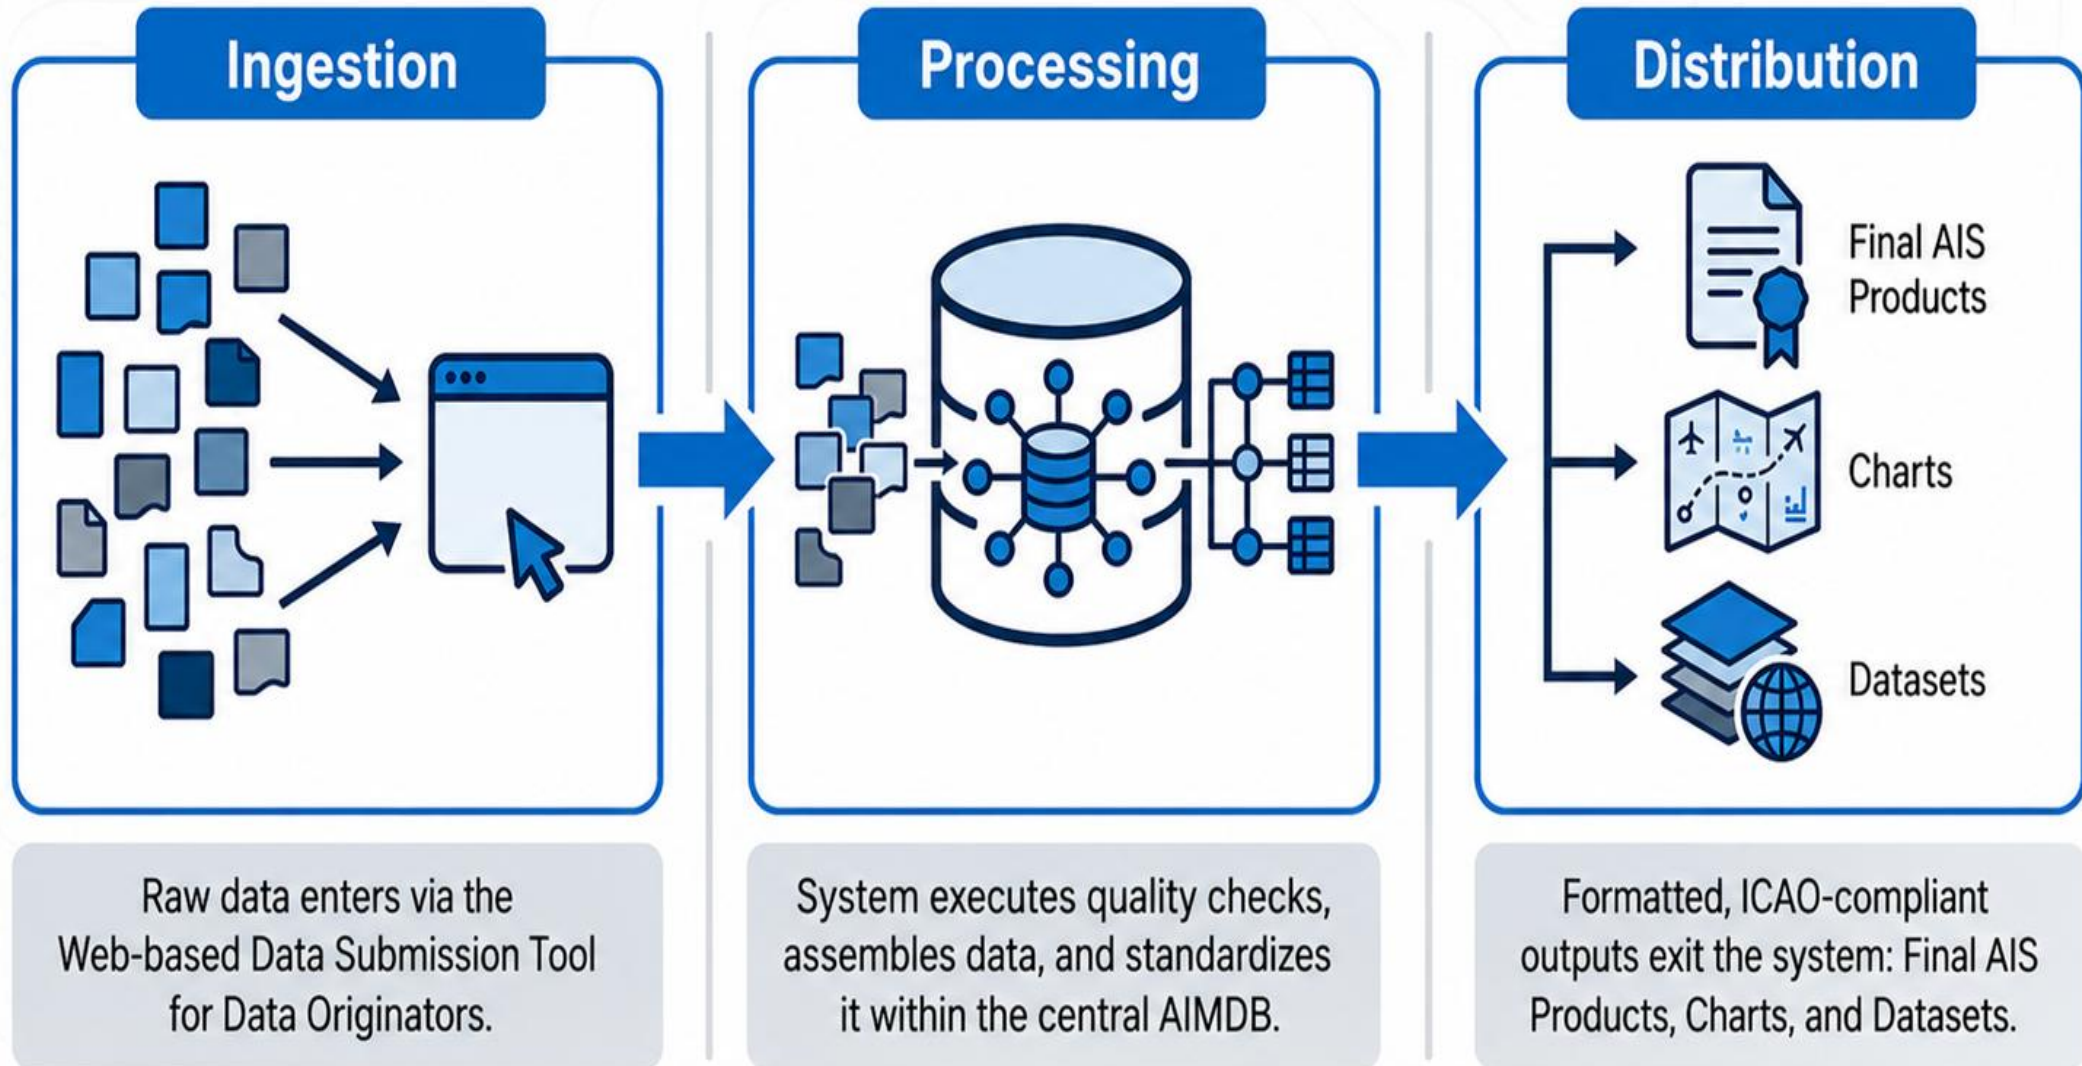 Ingestion
Raw data enters via the
Web-based Data Submission Tool
for Data Originators.
Processing
System executes quality checks,
assembles data, and standardizes
it within the central AIMDB.
Distribution
Final AIS
Products
Charts
Datasets
Formatted, ICAO-compliant
outputs exit the system: Final AIS
Products, Charts, and Datasets.